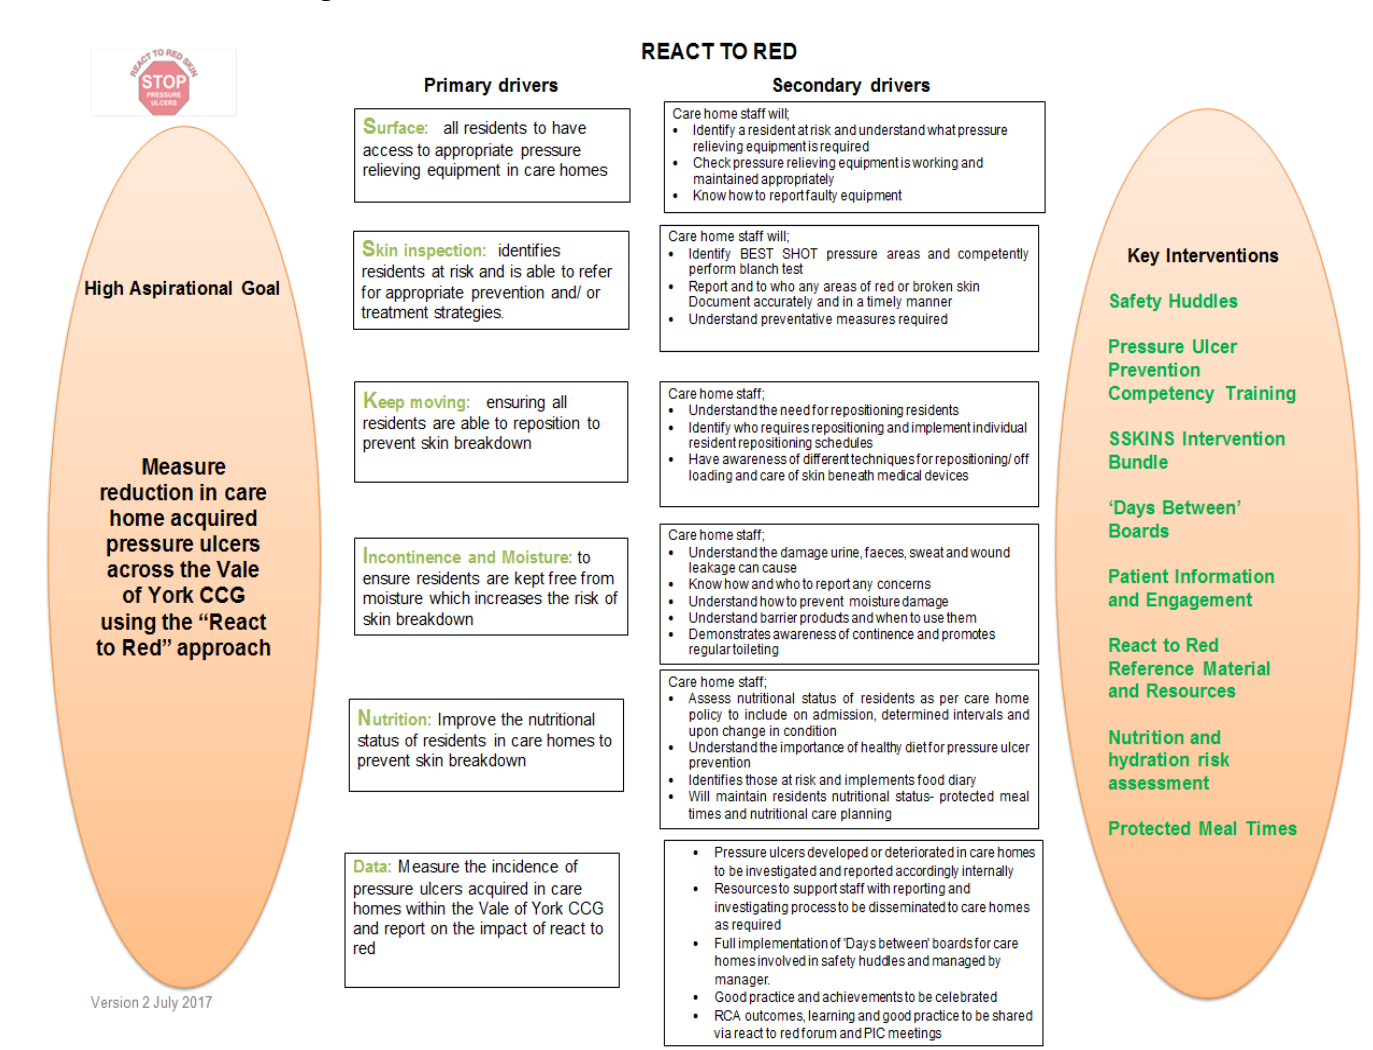 REACT TO RED
REACT TO RED SKIN
STOP
PRESSURE
ULCERS
Primary drivers
Secondary drivers
High Aspirational Goal
Measure
reduction in care
home acquired
pressure ulcers
across the Vale
of York CCG
using the “React
to Red” approach
Surface: all residents to have
access to appropriate pressure
relieving equipment in care homes
Care home staff will;
• Identify a resident at risk and understand what pressure
relieving equipment is required
• Check pressure relieving equipment is working and
maintained appropriately
• Know how to report faulty equipment
Skin inspection: identifies
residents at risk and is able to refer
for appropriate prevention and/ or
treatment strategies.
Care home staff will;
• Identify BEST SHOT pressure areas and competently
perform blanch test
• Report and to who any areas of red or broken skin
Document accurately and in a timely manner
• Understand preventative measures required
Keep moving: ensuring all
residents are able to reposition to
prevent skin breakdown
Care home staff;
• Understand the need for repositioning residents
• Identify who requires repositioning and implement individual
resident repositioning schedules
• Have awareness of different techniques for repositioning/ off
loading and care of skin beneath medical devices
Incontinence and Moisture: to
ensure residents are kept free from
moisture which increases the risk of
skin breakdown
Care home staff;
• Understand the damage urine, faeces, sweat and wound
leakage can cause
• Know how and who to report any concerns
• Understand how to prevent moisture damage
• Understand barrier products and when to use them
• Demonstrates awareness of continence and promotes
regular toileting
Nutrition: Improve the nutritional
status of residents in care homes to
prevent skin breakdown
Care home staff;
• Assess nutritional status of residents as per care home
policy to include on admission, determined intervals and
upon change in condition
• Understand the importance of healthy diet for pressure ulcer
prevention
• Identifies those at risk and implements food diary
• Will maintain residents nutritional status- protected meal
times and nutritional care planning
Data: Measure the incidence of
pressure ulcers acquired in care
homes within the Vale of York CCG
and report on the impact of react to
red
• Pressure ulcers developed or deteriorated in care homes
to be investigated and reported accordingly internally
• Resources to support staff with reporting and
investigating process to be disseminated to care homes
as required
• Full implementation of 'Days between' boards for care
homes involved in safety huddles and managed by
manager.
• Good practice and achievements to be celebrated
• RCA outcomes, learning and good practice to be shared
via react to red forum and PIC meetings
Key Interventions
Safety Huddles
Pressure Ulcer
Prevention
Competency Training
SSKINS Intervention
Bundle
‘Days Between’
Boards
Patient Information
and Engagement
React to Red
Reference Material
and Resources
Nutrition and
hydration risk
assessment
Protected Meal Times
Version 2 July 2017